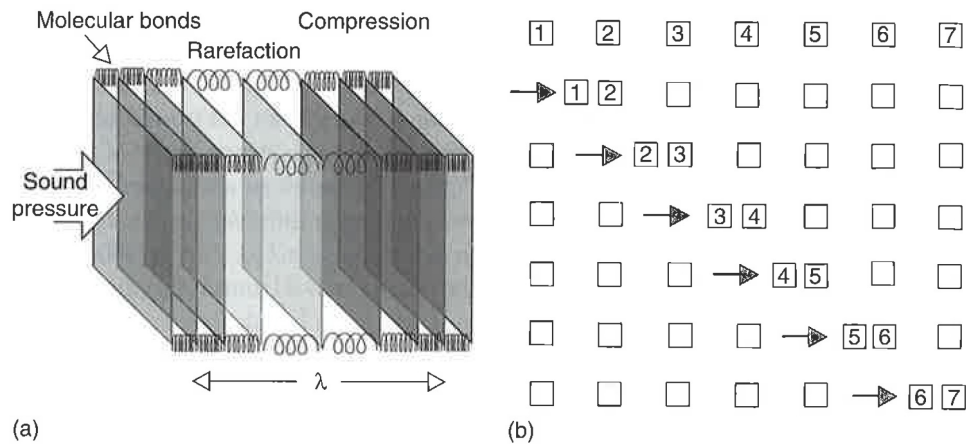 Molecular bonds
Compression
Rarefaction
Sound
pressure
λ
(a)
1 2 3 4 5 6 7
1 2
2 3
3 4
4 5
5 6
6 7
(b)